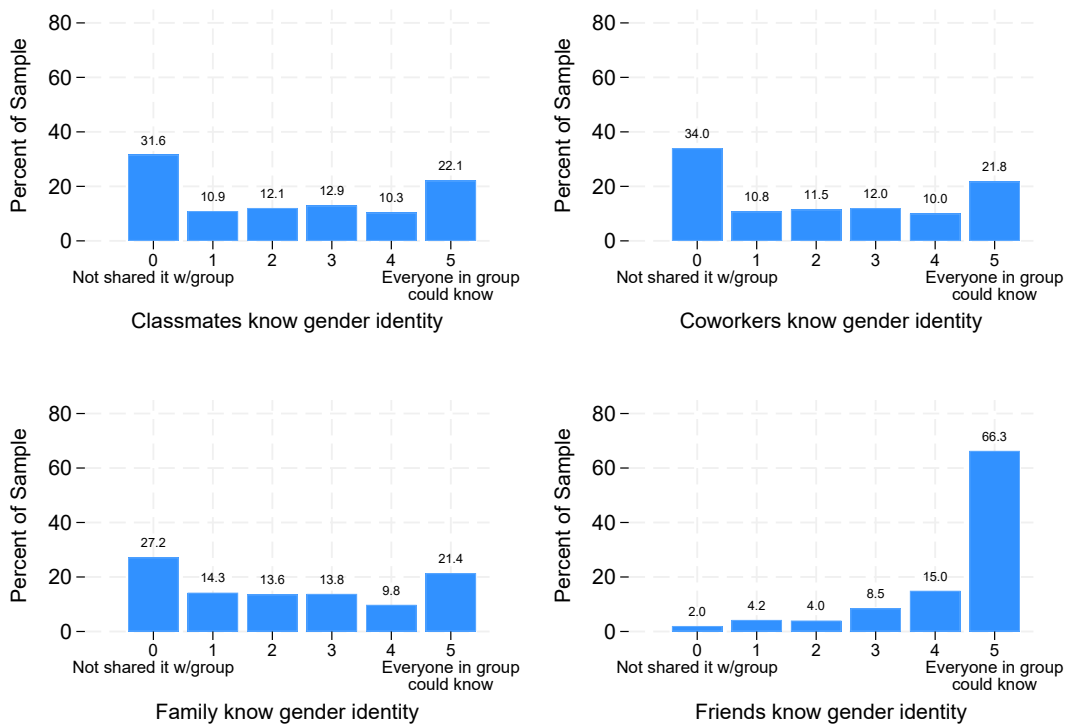 80
60
40
20
0
Percent of Sample
31.6
10.9
12.1
12.9
10.3
22.1
0 1 2 3 4 5
Not shared it w/group
Everyone in group
could know
Classmates know gender identity
80
60
40
20
0
Percent of Sample
34.0
10.8
11.5
12.0
10.0
21.8
0 1 2 3 4 5
Not shared it w/group
Everyone in group
could know
Coworkers know gender identity
80
60
40
20
0
Percent of Sample
27.2
14.3
13.6
13.8
9.8
21.4
0 1 2 3 4 5
Not shared it w/group
Everyone in group
could know
Family know gender identity
80
60
40
20
0
Percent of Sample
2.0
4.2
4.0
8.5
15.0
66.3
0 1 2 3 4 5
Not shared it w/group
Everyone in group
could know
Friends know gender identity